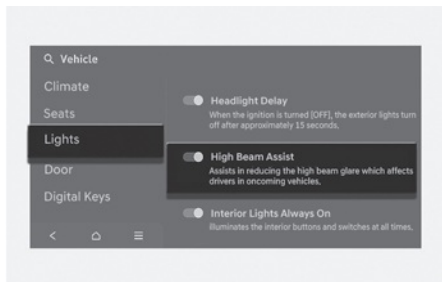 Vehicle
Climate
Seats
Lights
Door
Digital Keys
Headlight Delay
When the ignition is turned [OFF], the exterior lights turn
off after approximately 15 seconds.
High Beam Assist
Assists in reducing the high beam glare which affects
drivers in oncoming vehicles.
Interior Lights Always On
Illuminates the interior buttons and switches at all times.